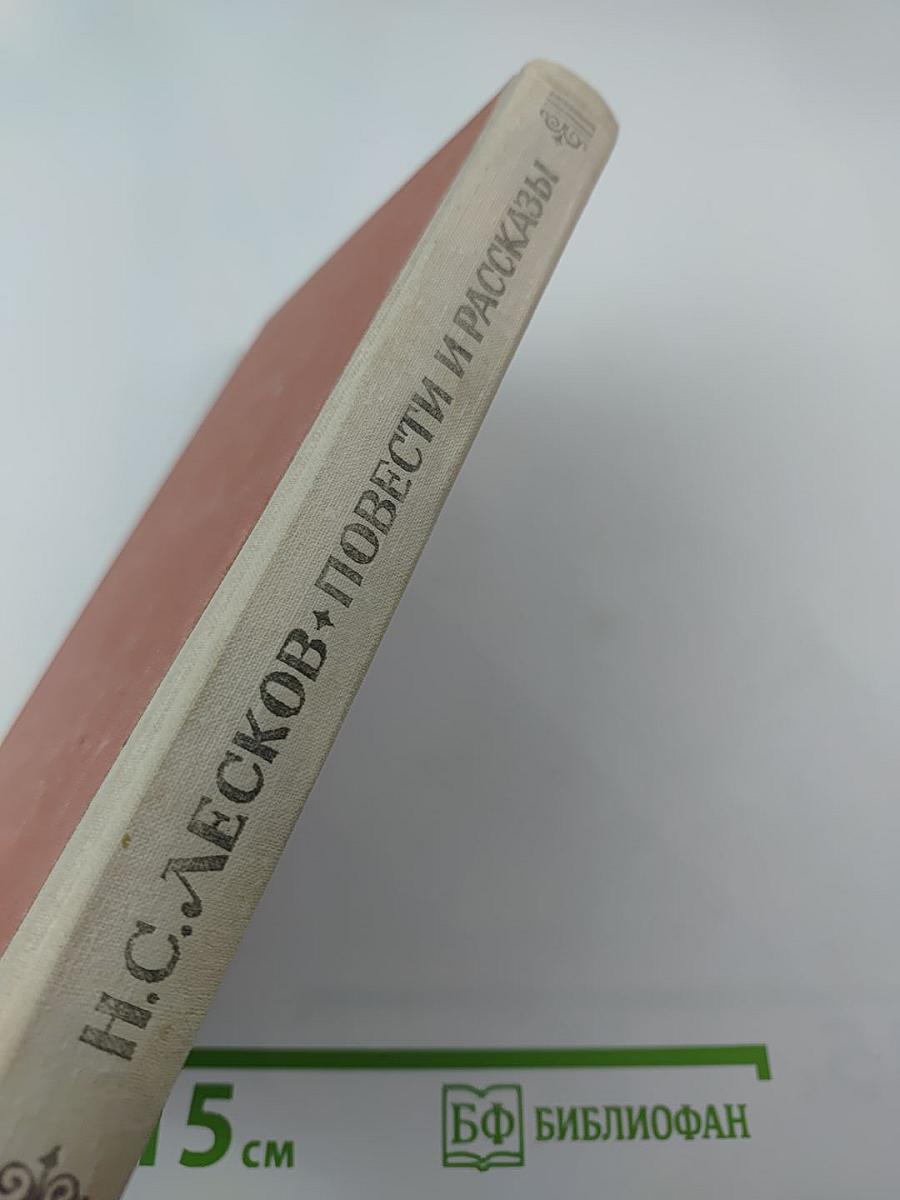 Н.С.ЛЕСКОВ✦ПОВЕСТИ И РАССКАЗЫ
15 см
БФ БИБЛИОФАН